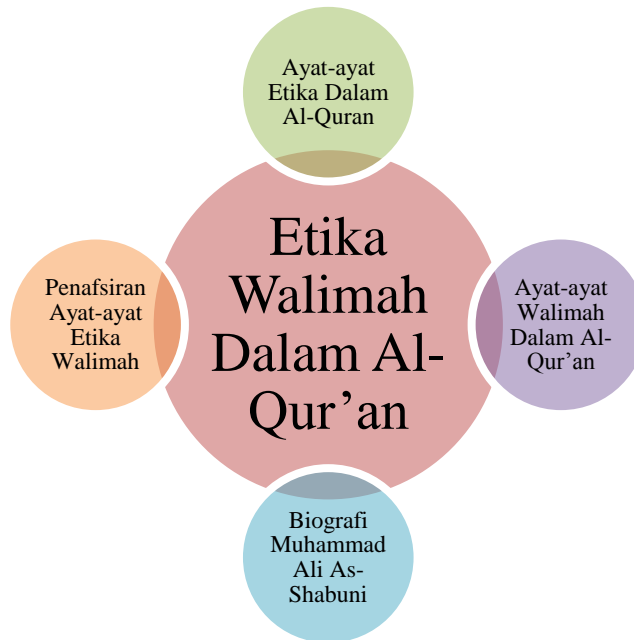 Ayat-ayat
Etika Dalam
Al-Quran
Etika
Walimah
Dalam Al-
Qur’an
Penafsiran
Ayat-ayat
Etika
Walimah
Ayat-ayat
Walimah
Dalam Al-
Qur’an
Biografi
Muhammad
Ali As-
Shabuni